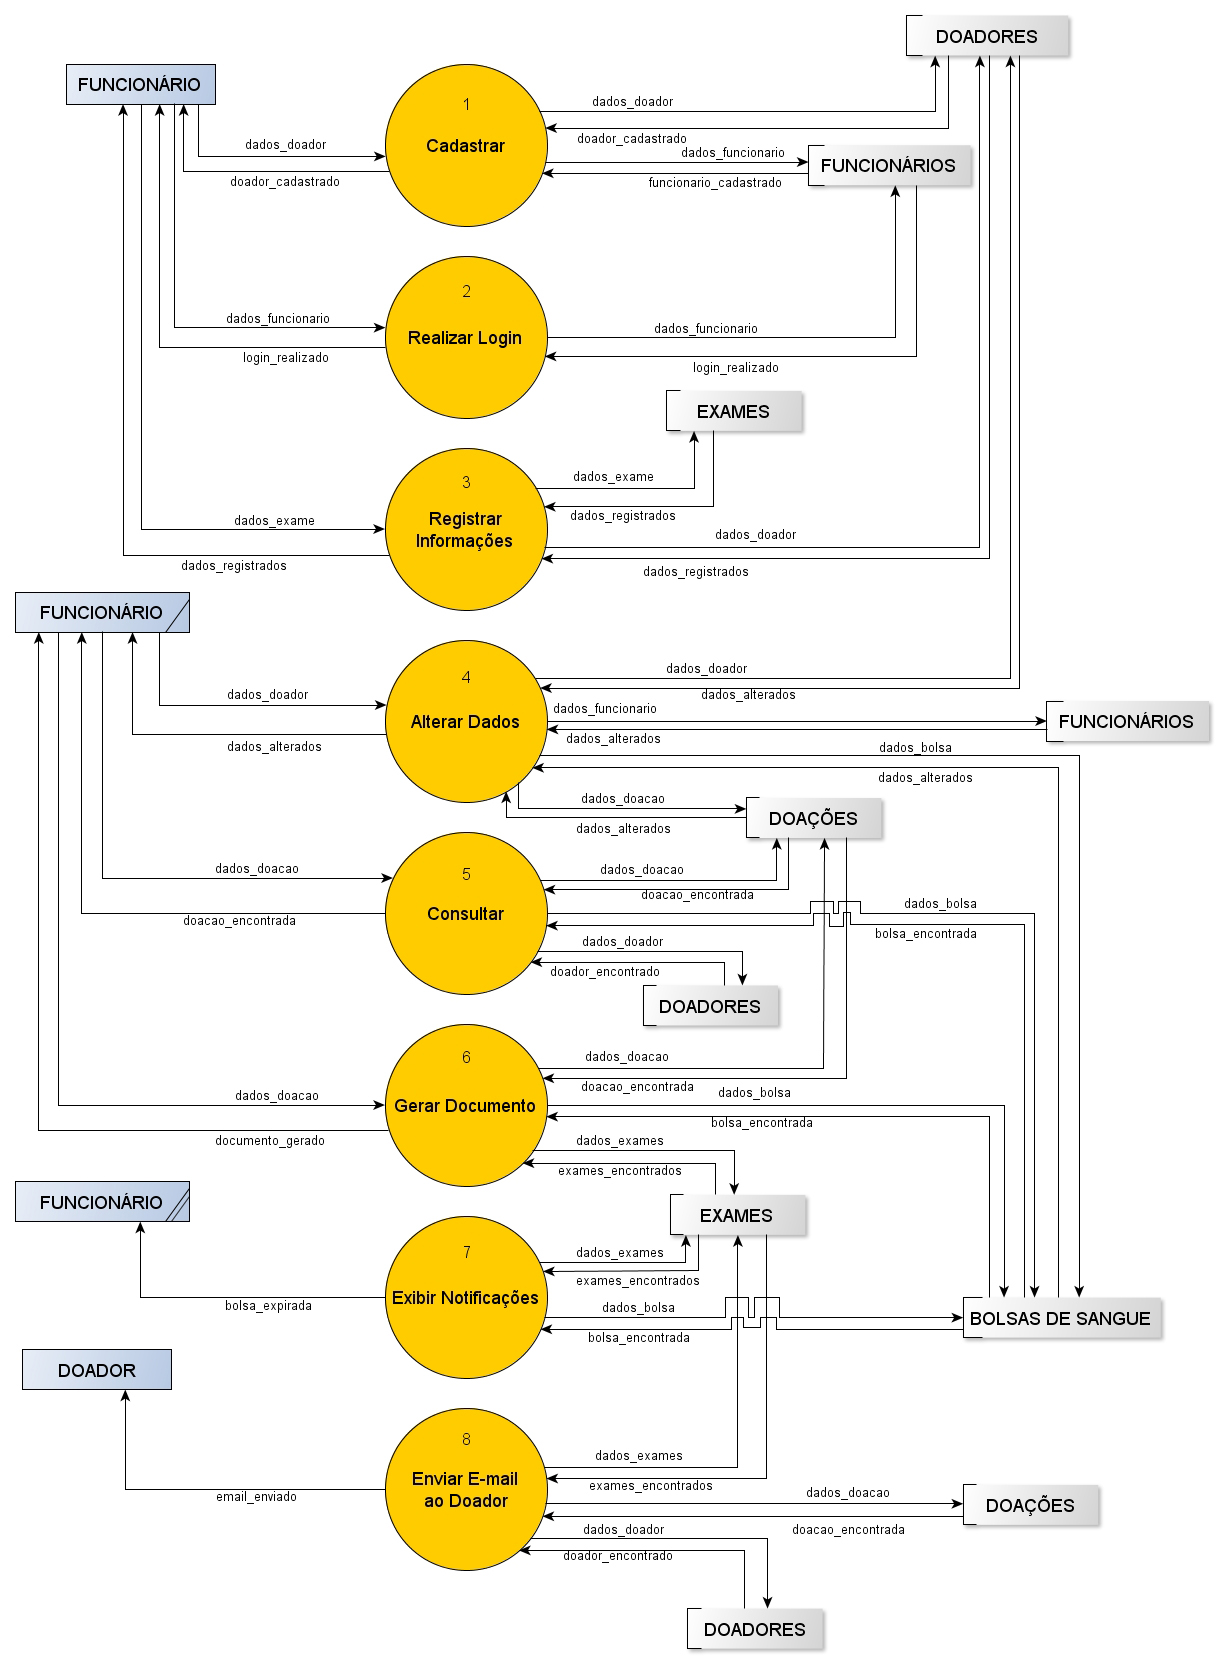 DOADORES
FUNCIONÁRIO
1
Cadastrar
dados_doador
doador_cadastrado
dados_doador
doador_cadastrado
dados_funcionario
funcionario_cadastrado
FUNCIONÁRIOS
2
Realizar Login
dados_funcionario
login_realizado
dados_funcionario
login_realizado
EXAMES
3
Registrar
Informações
dados_exame
dados_registrados
dados_exame
dados_registrados
dados_doador
dados_registrados
FUNCIONÁRIO
4
Alterar Dados
dados_doador
dados_alterados
dados_doador
dados_alterados
dados_funcionario
dados_alterados
FUNCIONÁRIOS
dados_bolsa
dados_alterados
dados_doacao
dados_alterados
DOAÇÕES
5
Consultar
dados_doacao
doacao_encontrada
dados_doacao
doacao_encontrada
dados_bolsa
bolsa_encontrada
dados_doador
doador_encontrado
DOADORES
6
Gerar Documento
dados_doacao
documento_gerado
dados_doacao
doacao_encontrada
dados_bolsa
bolsa_encontrada
dados_exames
exames_encontrados
FUNCIONÁRIO
EXAMES
7
Exibir Notificações
bolsa_expirada
dados_exames
exames_encontrados
dados_bolsa
bolsa_encontrada
BOLSAS DE SANGUE
DOADOR
8
Enviar E-mail
ao Doador
email_enviado
dados_exames
exames_encontrados
dados_doacao
doacao_encontrada
DOAÇÕES
dados_doador
doador_encontrado
DOADORES